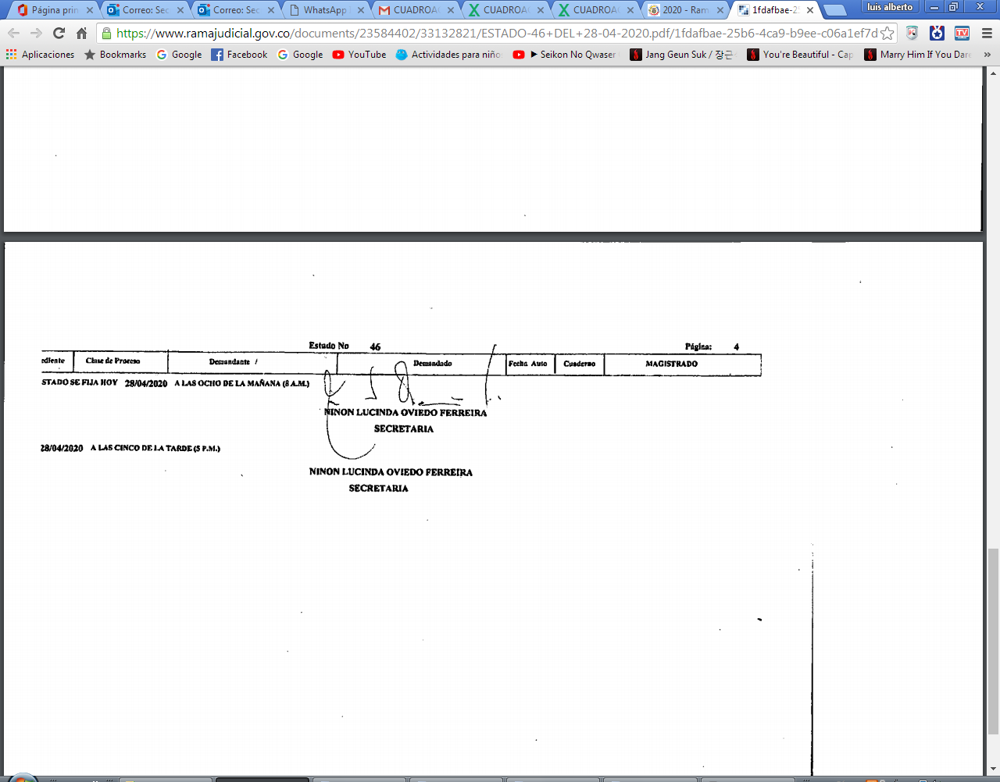 Página prin
Correo: Sec
Correo: Sec
WhatsApp
CUADROA
CUADROA
CUADROA
2020 - Ram
1fdafbae-25
luis alberto
https://www.ramajudicial.gov.co/documents/23584402/33132821/ESTADO-46+DEL+28-04-2020.pdf/1fdafbae-25b6-4ca9-b9ee-c06a1ef7d
Aplicaciones
Bookmarks
Google
Facebook
Google
YouTube
Actividades para niño
Seikon No Qwaser
Jang Geun Suk / 장근
You're Beautiful - Cap
Marry Him If You Dare
»
Estado No 46
Página: 4
ediente Clase de Proceso Demandante / Demandado Fecha Auto Cuaderno MAGISTRADO
STADO SE FIJA HOY 28/04/2020 A LAS OCHO DE LA MAÑANA (8 A.M.)
NINON LUCINDA OVIEDO FERREIRA
SECRETARIA
28/04/2020 A LAS CINCO DE LA TARDE (5 P.M.)
NINON LUCINDA OVIEDO FERREIRA
SECRETARIA